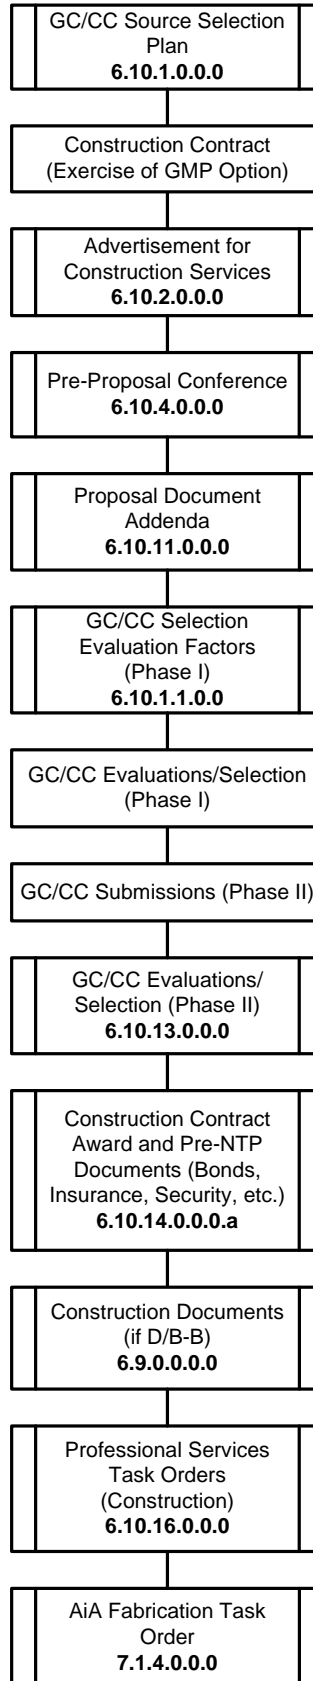 GC/CC Source Selection
Plan
6.10.1.0.0.0
Construction Contract
(Exercise of GMP Option)
Advertisement for
Construction Services
6.10.2.0.0.0
Pre-Proposal Conference
6.10.4.0.0.0
Proposal Document
Addenda
6.10.11.0.0.0
GC/CC Selection
Evaluation Factors
(Phase I)
6.10.1.1.0.0
GC/CC Evaluations/Selection
(Phase I)
GC/CC Submissions (Phase II)
GC/CC Evaluations/
Selection (Phase II)
6.10.13.0.0.0
Construction Contract
Award and Pre-NTP
Documents (Bonds,
Insurance, Security, etc.)
6.10.14.0.0.0.a
Construction Documents
(if D/B-B)
6.9.0.0.0.0
Professional Services
Task Orders
(Construction)
6.10.16.0.0.0
AiA Fabrication Task
Order
7.1.4.0.0.0